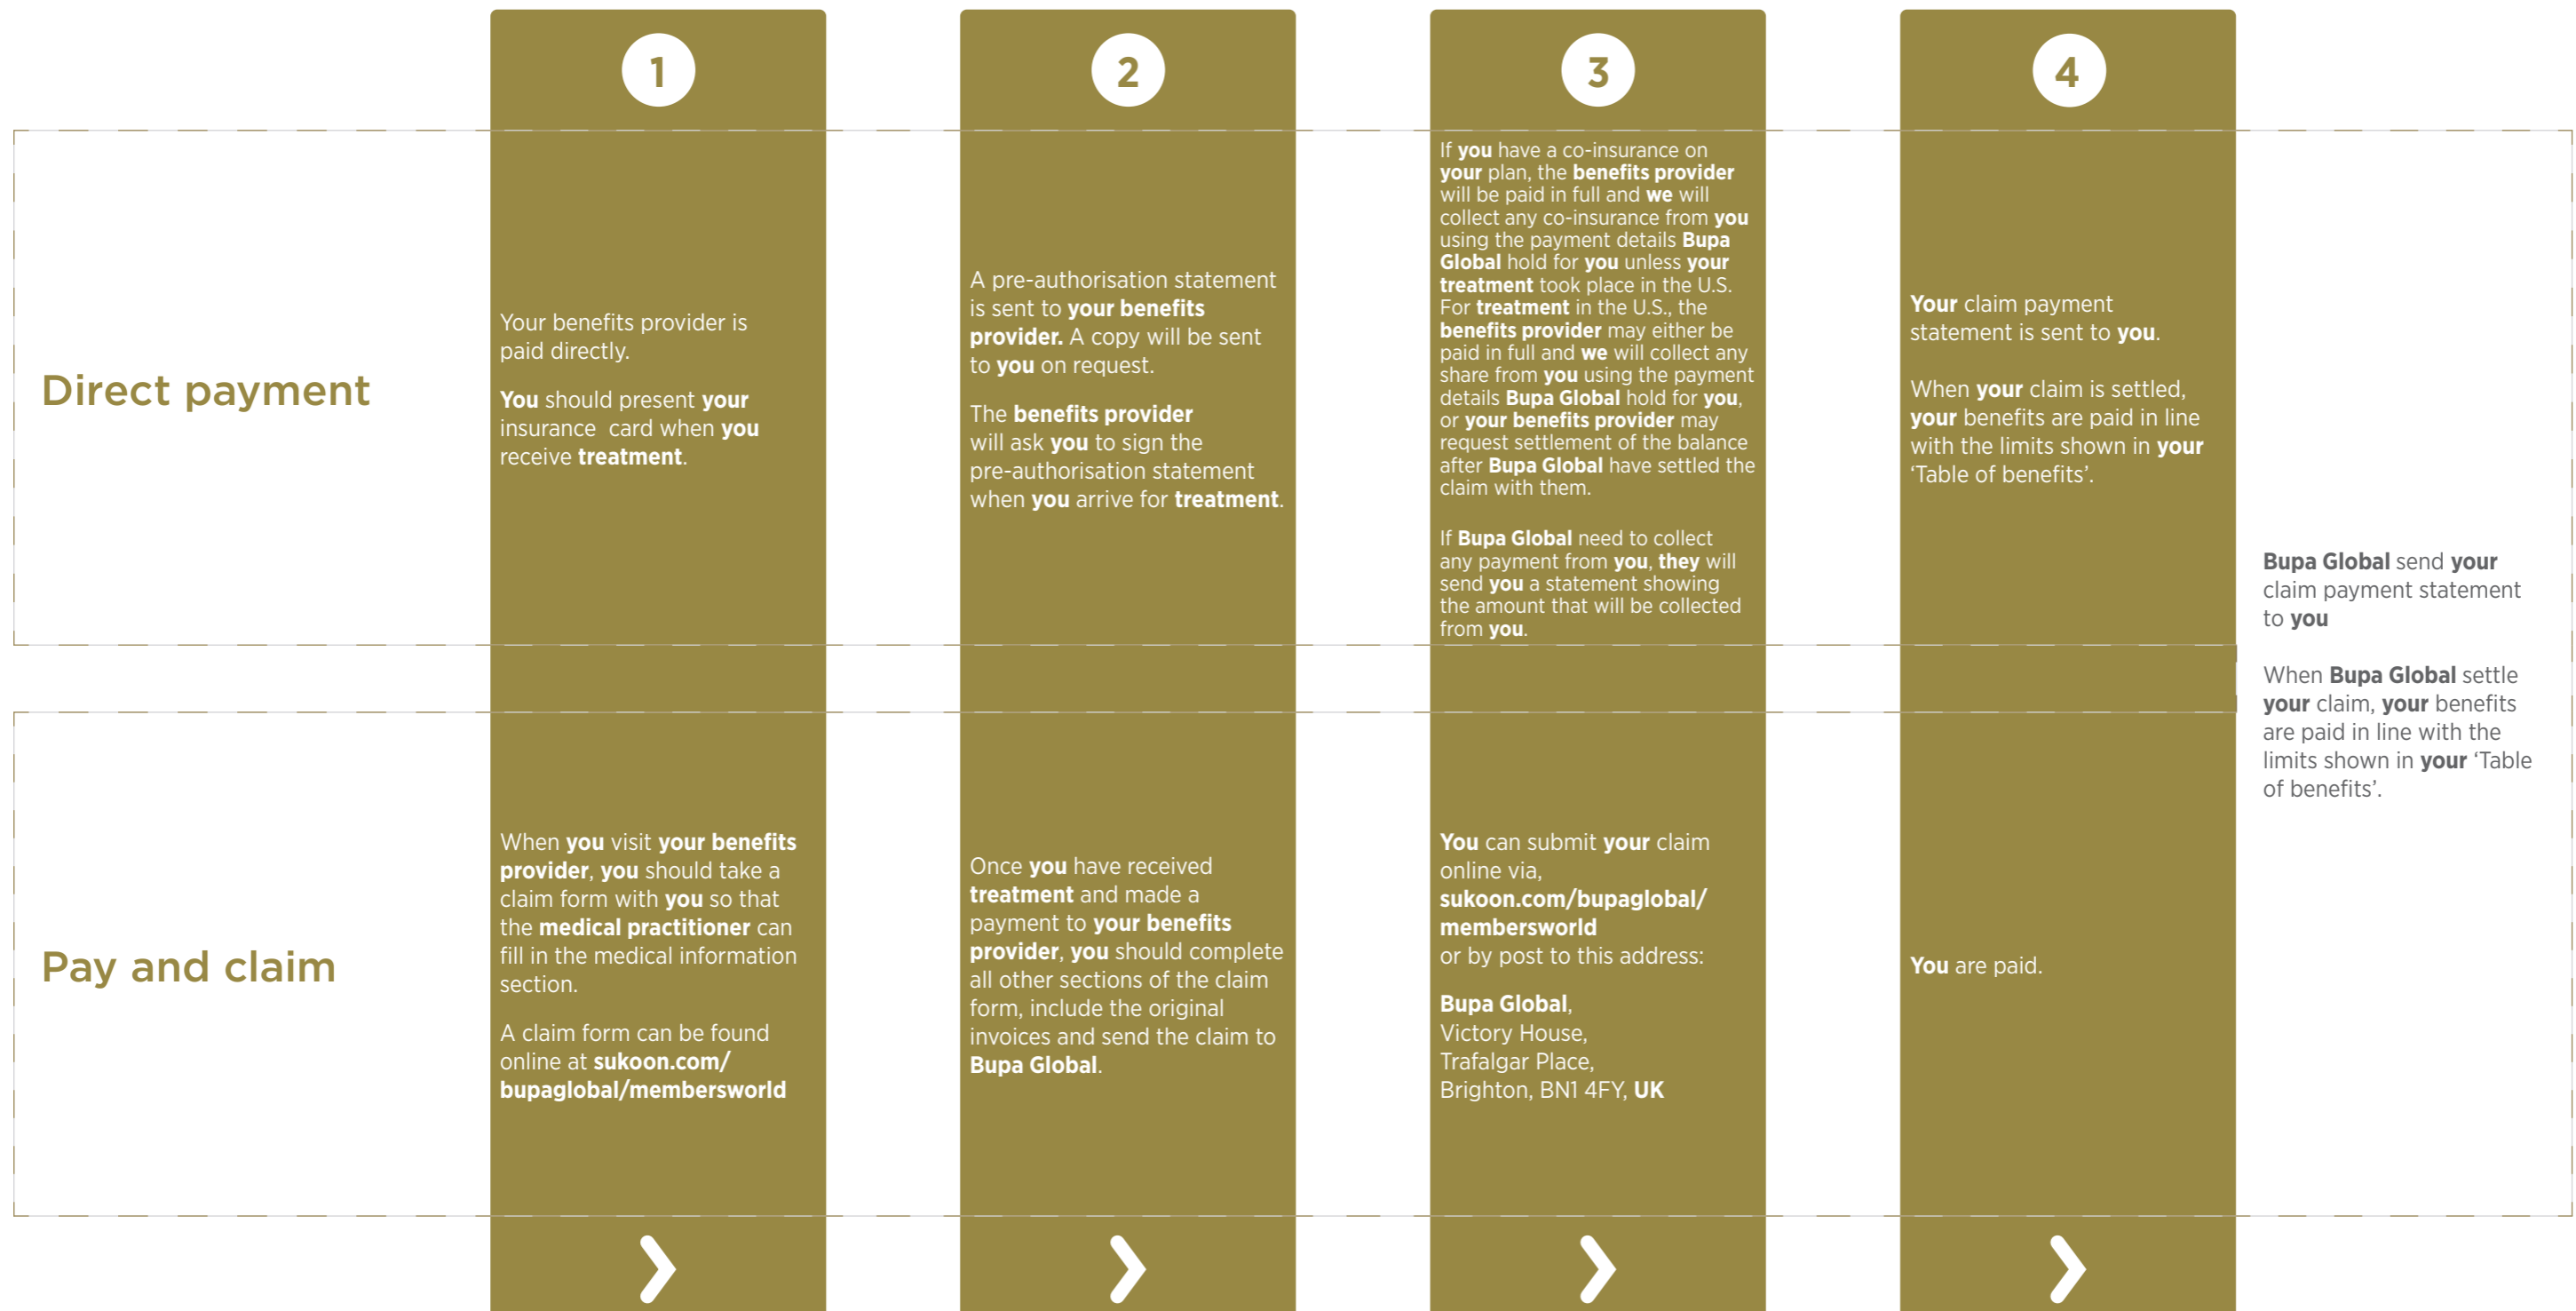 1
2
3
4
Direct payment
Your benefits provider is
paid directly.
You should present your
insurance card when you
receive treatment.
A pre-authorisation statement
is sent to your benefits
provider. A copy will be sent
to you on request.
The benefits provider
will ask you to sign the
pre-authorisation statement
when you arrive for treatment.
If you have a co-insurance on
your plan, the benefits provider
will be paid in full and we will
collect any co-insurance from you
using the payment details Bupa
Global hold for you unless your
treatment took place in the U.S.
For treatment in the U.S., the
benefits provider may either be
paid in full and we will collect any
share from you using the payment
details Bupa Global hold for you,
or your benefits provider may
request settlement of the balance
after Bupa Global have settled the
claim with them.
If Bupa Global need to collect
any payment from you, they will
send you a statement showing
the amount that will be collected
from you.
Your claim payment
statement is sent to you.
When your claim is settled,
your benefits are paid in line
with the limits shown in your
‘Table of benefits’.
Pay and claim
When you visit your benefits
provider, you should take a
claim form with you so that
the medical practitioner can
fill in the medical information
section.
A claim form can be found
online at sukoon.com/
bupaglobal/membersworld
Once you have received
treatment and made a
payment to your benefits
provider, you should complete
all other sections of the claim
form, include the original
invoices and send the claim to
Bupa Global.
You can submit your claim
online via,
sukoon.com/bupaglobal/
membersworld
or by post to this address:
Bupa Global,
Victory House,
Trafalgar Place,
Brighton, BN1 4FY, UK
You are paid.
Bupa Global send your
claim payment statement
to you
When Bupa Global settle
your claim, your benefits
are paid in line with the
limits shown in your ‘Table
of benefits’.